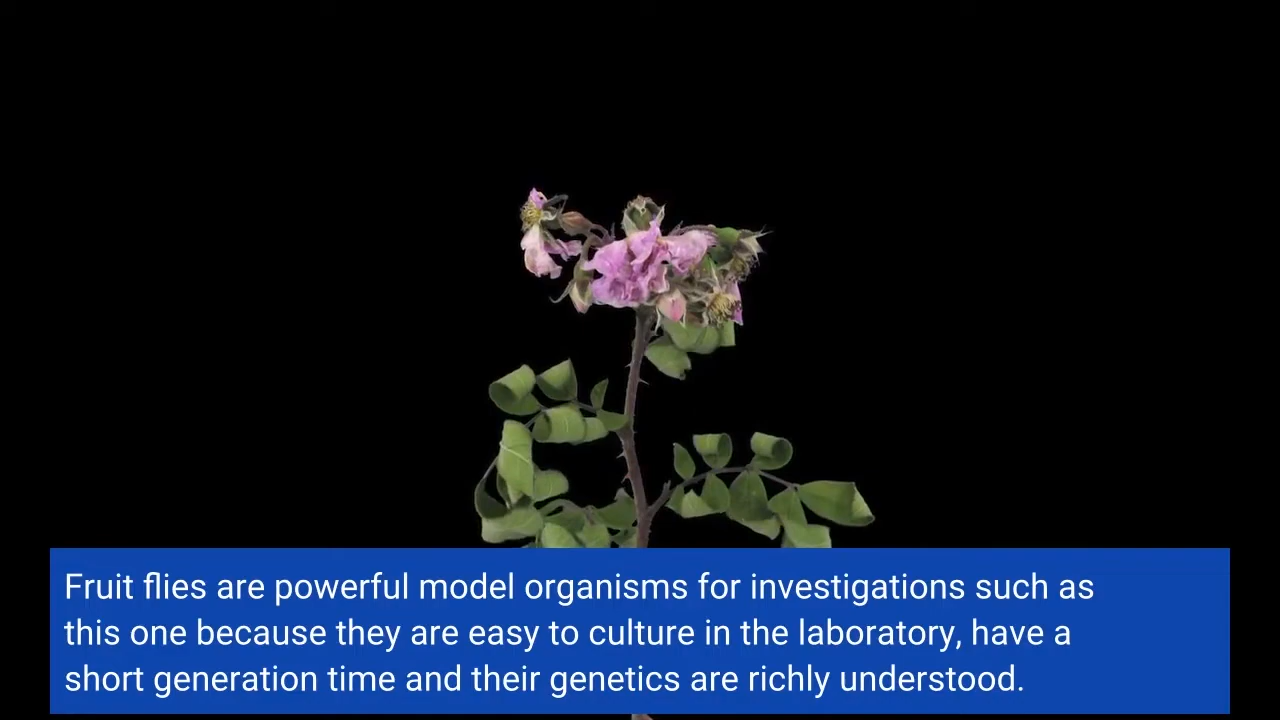 Fruit flies are powerful model organisms for investigations such as
this one because they are easy to culture in the laboratory, have a
short generation time and their genetics are richly understood.